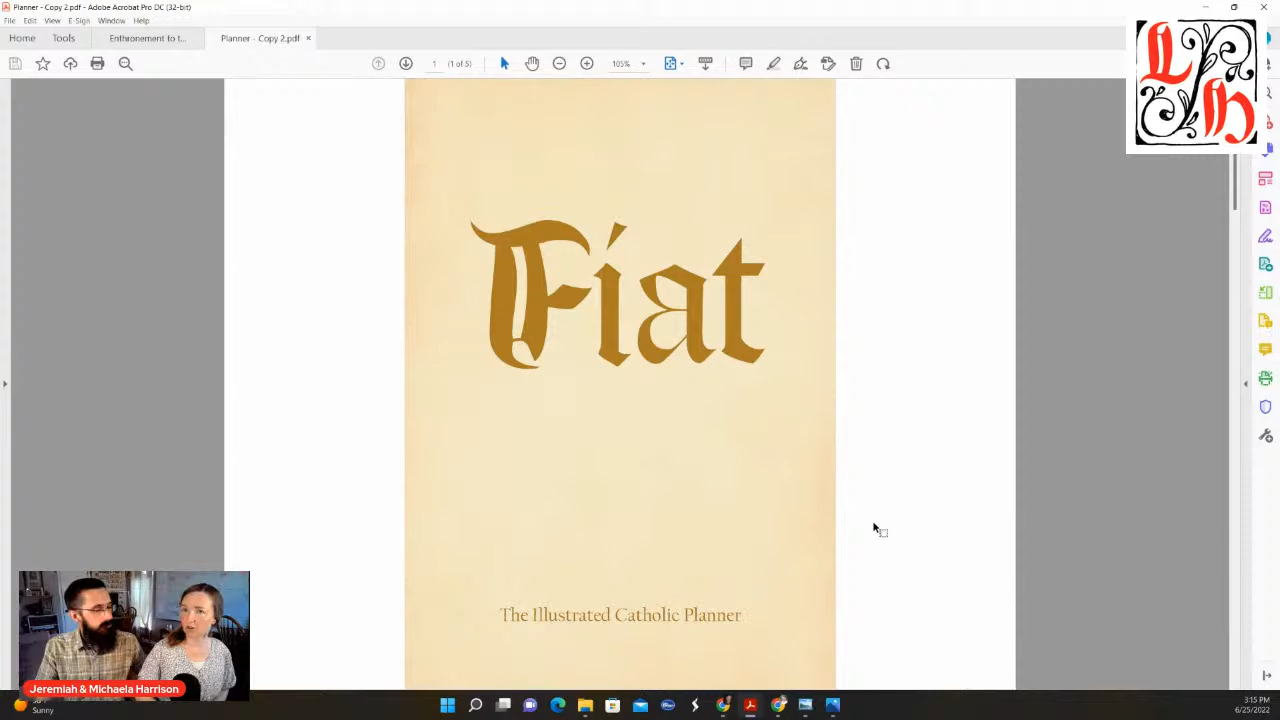 Planner - Copy 2.pdf - Adobe Acrobat Pro DC (32-bit)
File Edit View E-Sign Window Help
Home Tools Enthronement to t... Planner - Copy 2.pdf ×
1 (1 of 5) 105%
LH
Fiat
The Illustrated Catholic Planner
Jeremiah & Michaela Harrison
Sunny
3:15 PM
6/25/2022